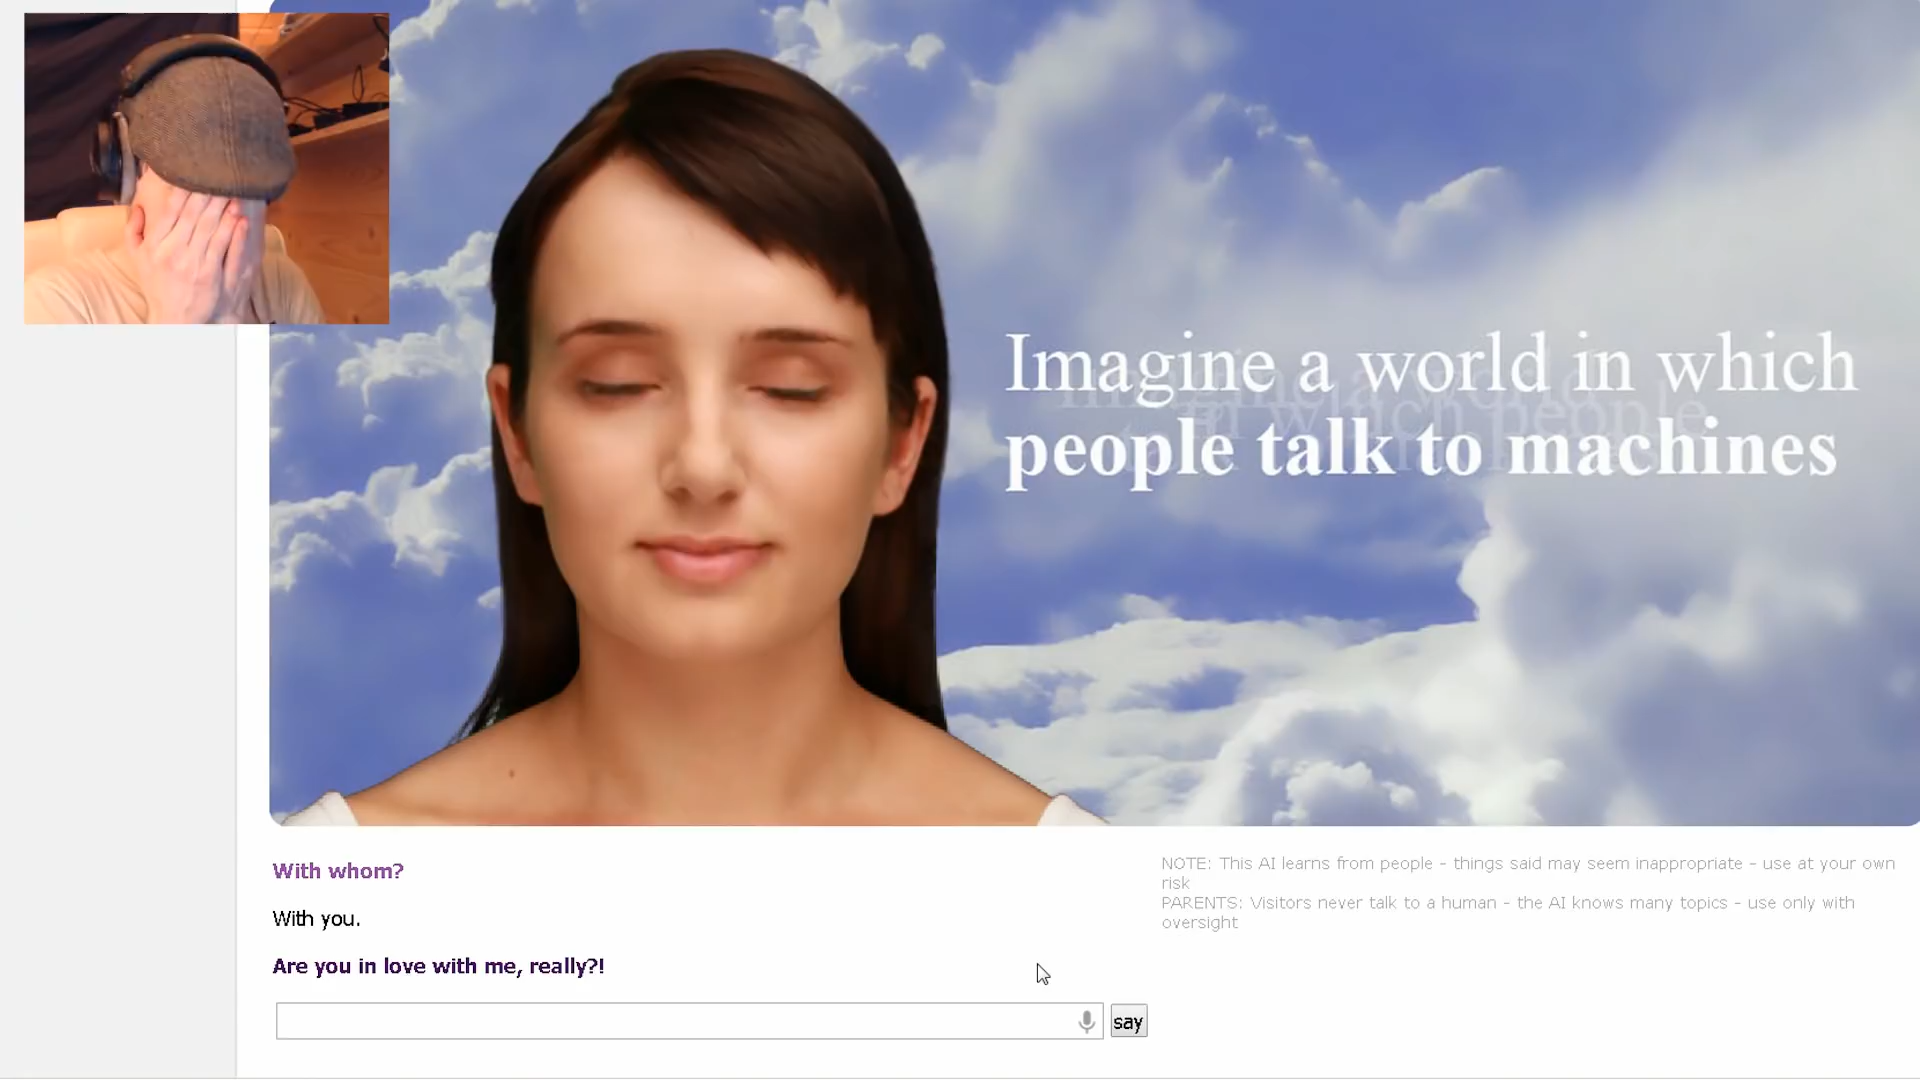 Imagine a world in which
people talk to machines
With whom?
With you.
Are you in love with me, really?!
say
NOTE: This AI learns from people - things said may seem inappropriate - use at your own
risk
PARENTS: Visitors never talk to a human - the AI knows many topics - use only with
oversight